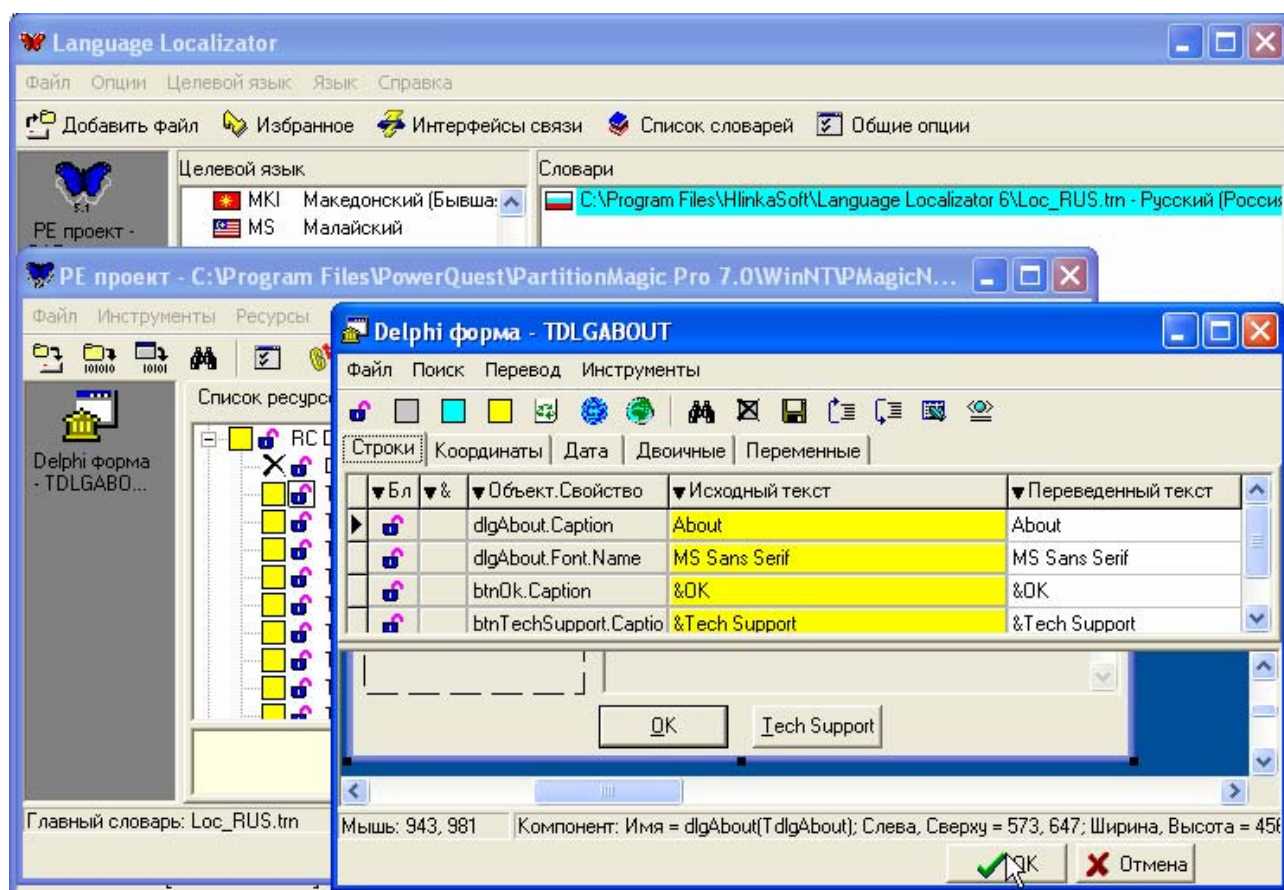 Language Localizator
Файл Опции Целевой язык Язык Справка
Добавить файл Избранное Интерфейсы связи Список словарей Общие опции
5.1
PE проект -
Целевой язык
MKI Македонский (Бывша:
MS Малайский
Словари
C:\Program Files\HlinkaSoft\Language Localizator 6\Loc_RUS.trn - Русский (Россия
PE проект - C:\Program Files\PowerQuest\PartitionMagic Pro 7.0\WinNT\PMagicN...
Файл Инструменты Ресурсы
Delphi форма
- TDLGABO...
Список ресурсо
RC D
Главный словарь: Loc_RUS.trn
Delphi форма - TDLGABOUT
Файл Поиск Перевод Инструменты
Строки Координаты Дата Двоичные Переменные
Бл & Объект.Свойство Исходный текст Переведенный текст
dlgAbout.Caption About About
dlgAbout.Font.Name MS Sans Serif MS Sans Serif
btnOk.Caption &OK &OK
btnTechSupport.Captio &Tech Support &Tech Support
OK Tech Support
Мышь: 943, 981 Компонент: Имя = dlgAbout(TdlgAbout); Слева, Сверху = 573, 647; Ширина, Высота = 456
OK Отмена